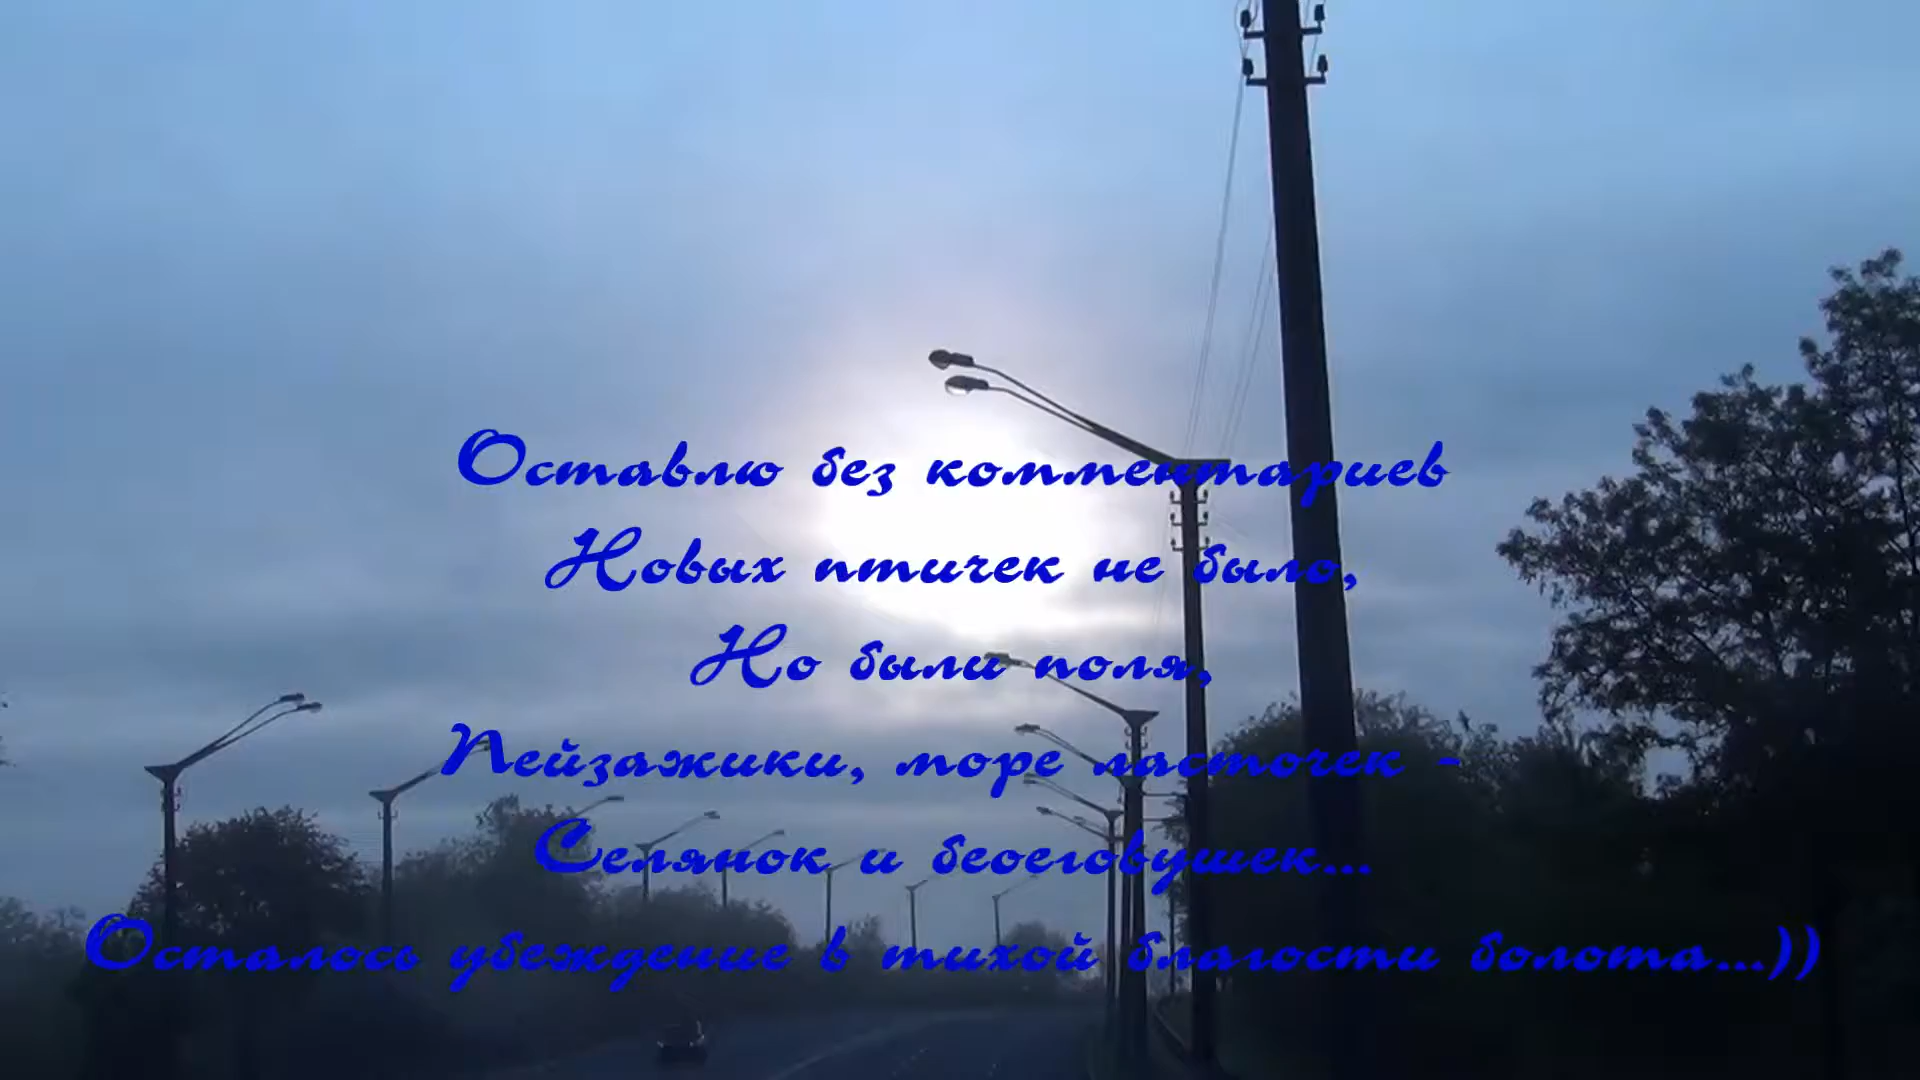 Оставлю без комментариев
Новых птичек не было,
Но были поля,
Пейзажики, море ласточек -
Селянок и беоеговушек...
Осталось убеждение в тихой благости болота...))